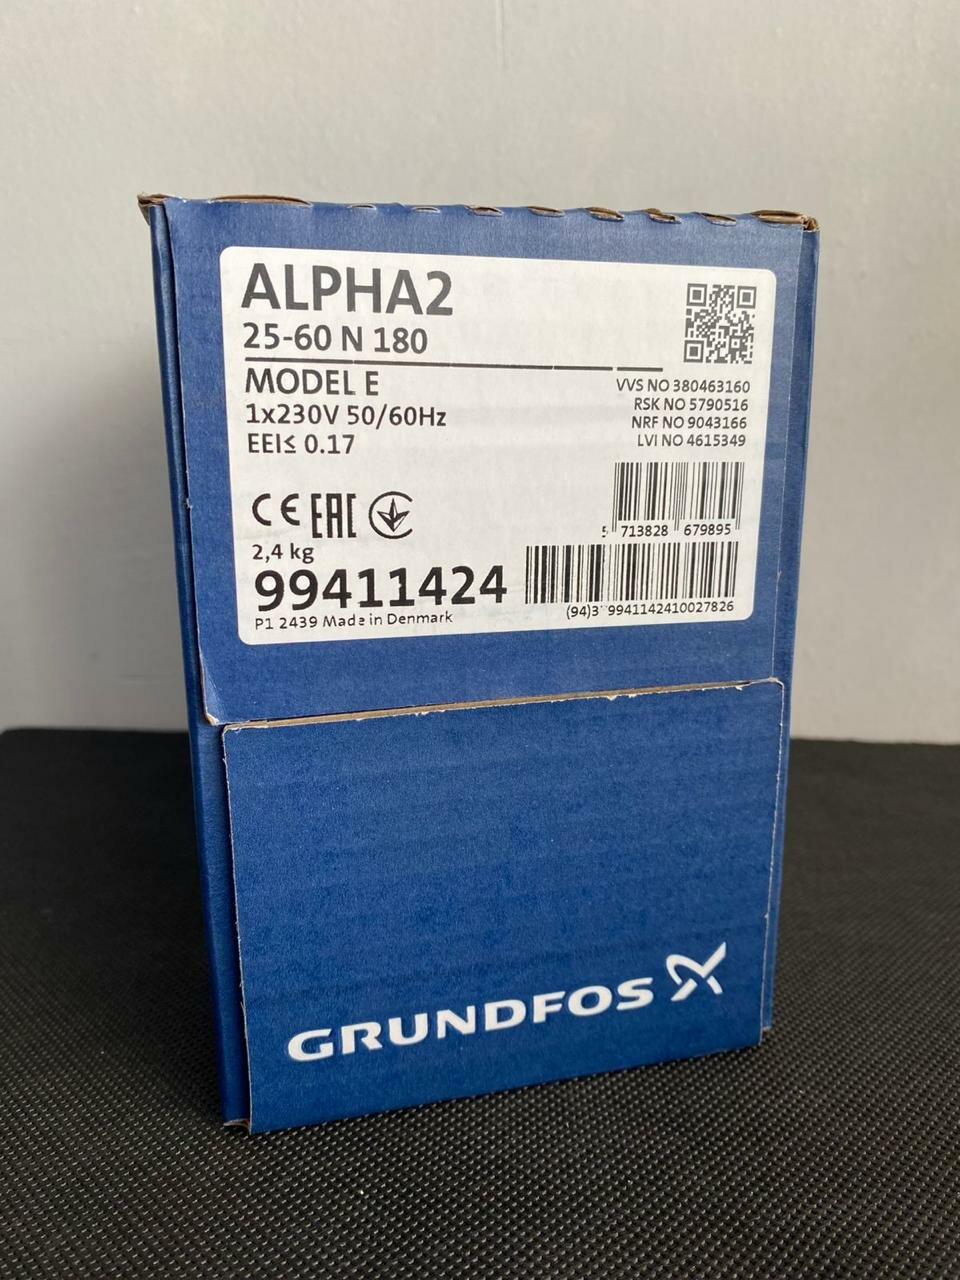 ALPHA2
25-60 N 180
MODEL E
1x230V 50/60Hz
EEI≤ 0.17
VVS NO 380463160
RSK NO 5790516
NRF NO 9043166
LVI NO 4615349
CE EAC
5 713828 679895
2,4 kg
99411424
(94)3 9941142410027826
P1 2439 Made in Denmark
GRUNDFOS